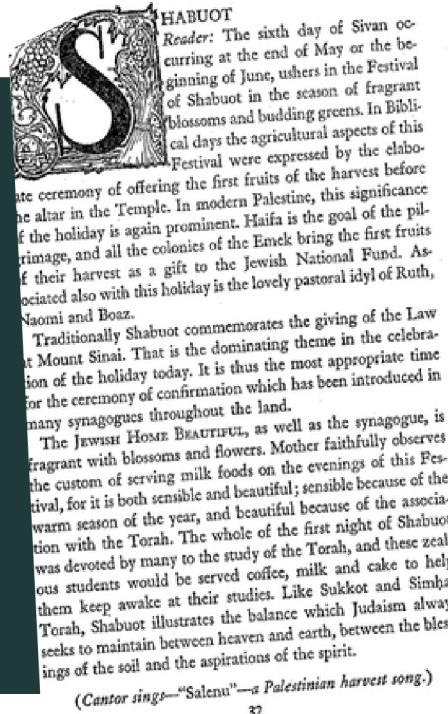 SHABUOT
Reader: The sixth day of Sivan oc-
curring at the end of May or the be-
ginning of June, ushers in the Festival
of Shabuot in the season of fragrant
blossoms and budding greens. In Bibli-
cal days the agricultural aspects of this
Festival were expressed by the elabo-
ate ceremony of offering the first fruits of the harvest before
he altar in the Temple. In modern Palestine, this significance
f the holiday is again prominent. Haifa is the goal of the pil-
rimage, and all the colonies of the Emek bring the first fruits
f their harvest as a gift to the Jewish National Fund. As-
ociated also with this holiday is the lovely pastoral idyl of Ruth,
Naomi and Boaz.
Traditionally Shabuot commemorates the giving of the Law
t Mount Sinai. That is the dominating theme in the celebra-
ion of the holiday today. It is thus the most appropriate time
for the ceremony of confirmation which has been introduced in
many synagogues throughout the land.
The JEWISH HOME BEAUTIFUL, as well as the synagogue, is
fragrant with blossoms and flowers. Mother faithfully observes
the custom of serving milk foods on the evenings of this Fes-
tival, for it is both sensible and beautiful; sensible because of the
warm season of the year, and beautiful because of the associa-
tion with the Torah. The whole of the first night of Shabuot
was devoted by many to the study of the Torah, and these zeal
ous students would be served coffee, milk and cake to help
them keep awake at their studies. Like Sukkot and Simha
Torah, Shabuot illustrates the balance which Judaism alway
seeks to maintain between heaven and earth, between the bles
ings of the soil and the aspirations of the spirit.
(Cantor sings—"Salenu"—a Palestinian harvest song.)
37